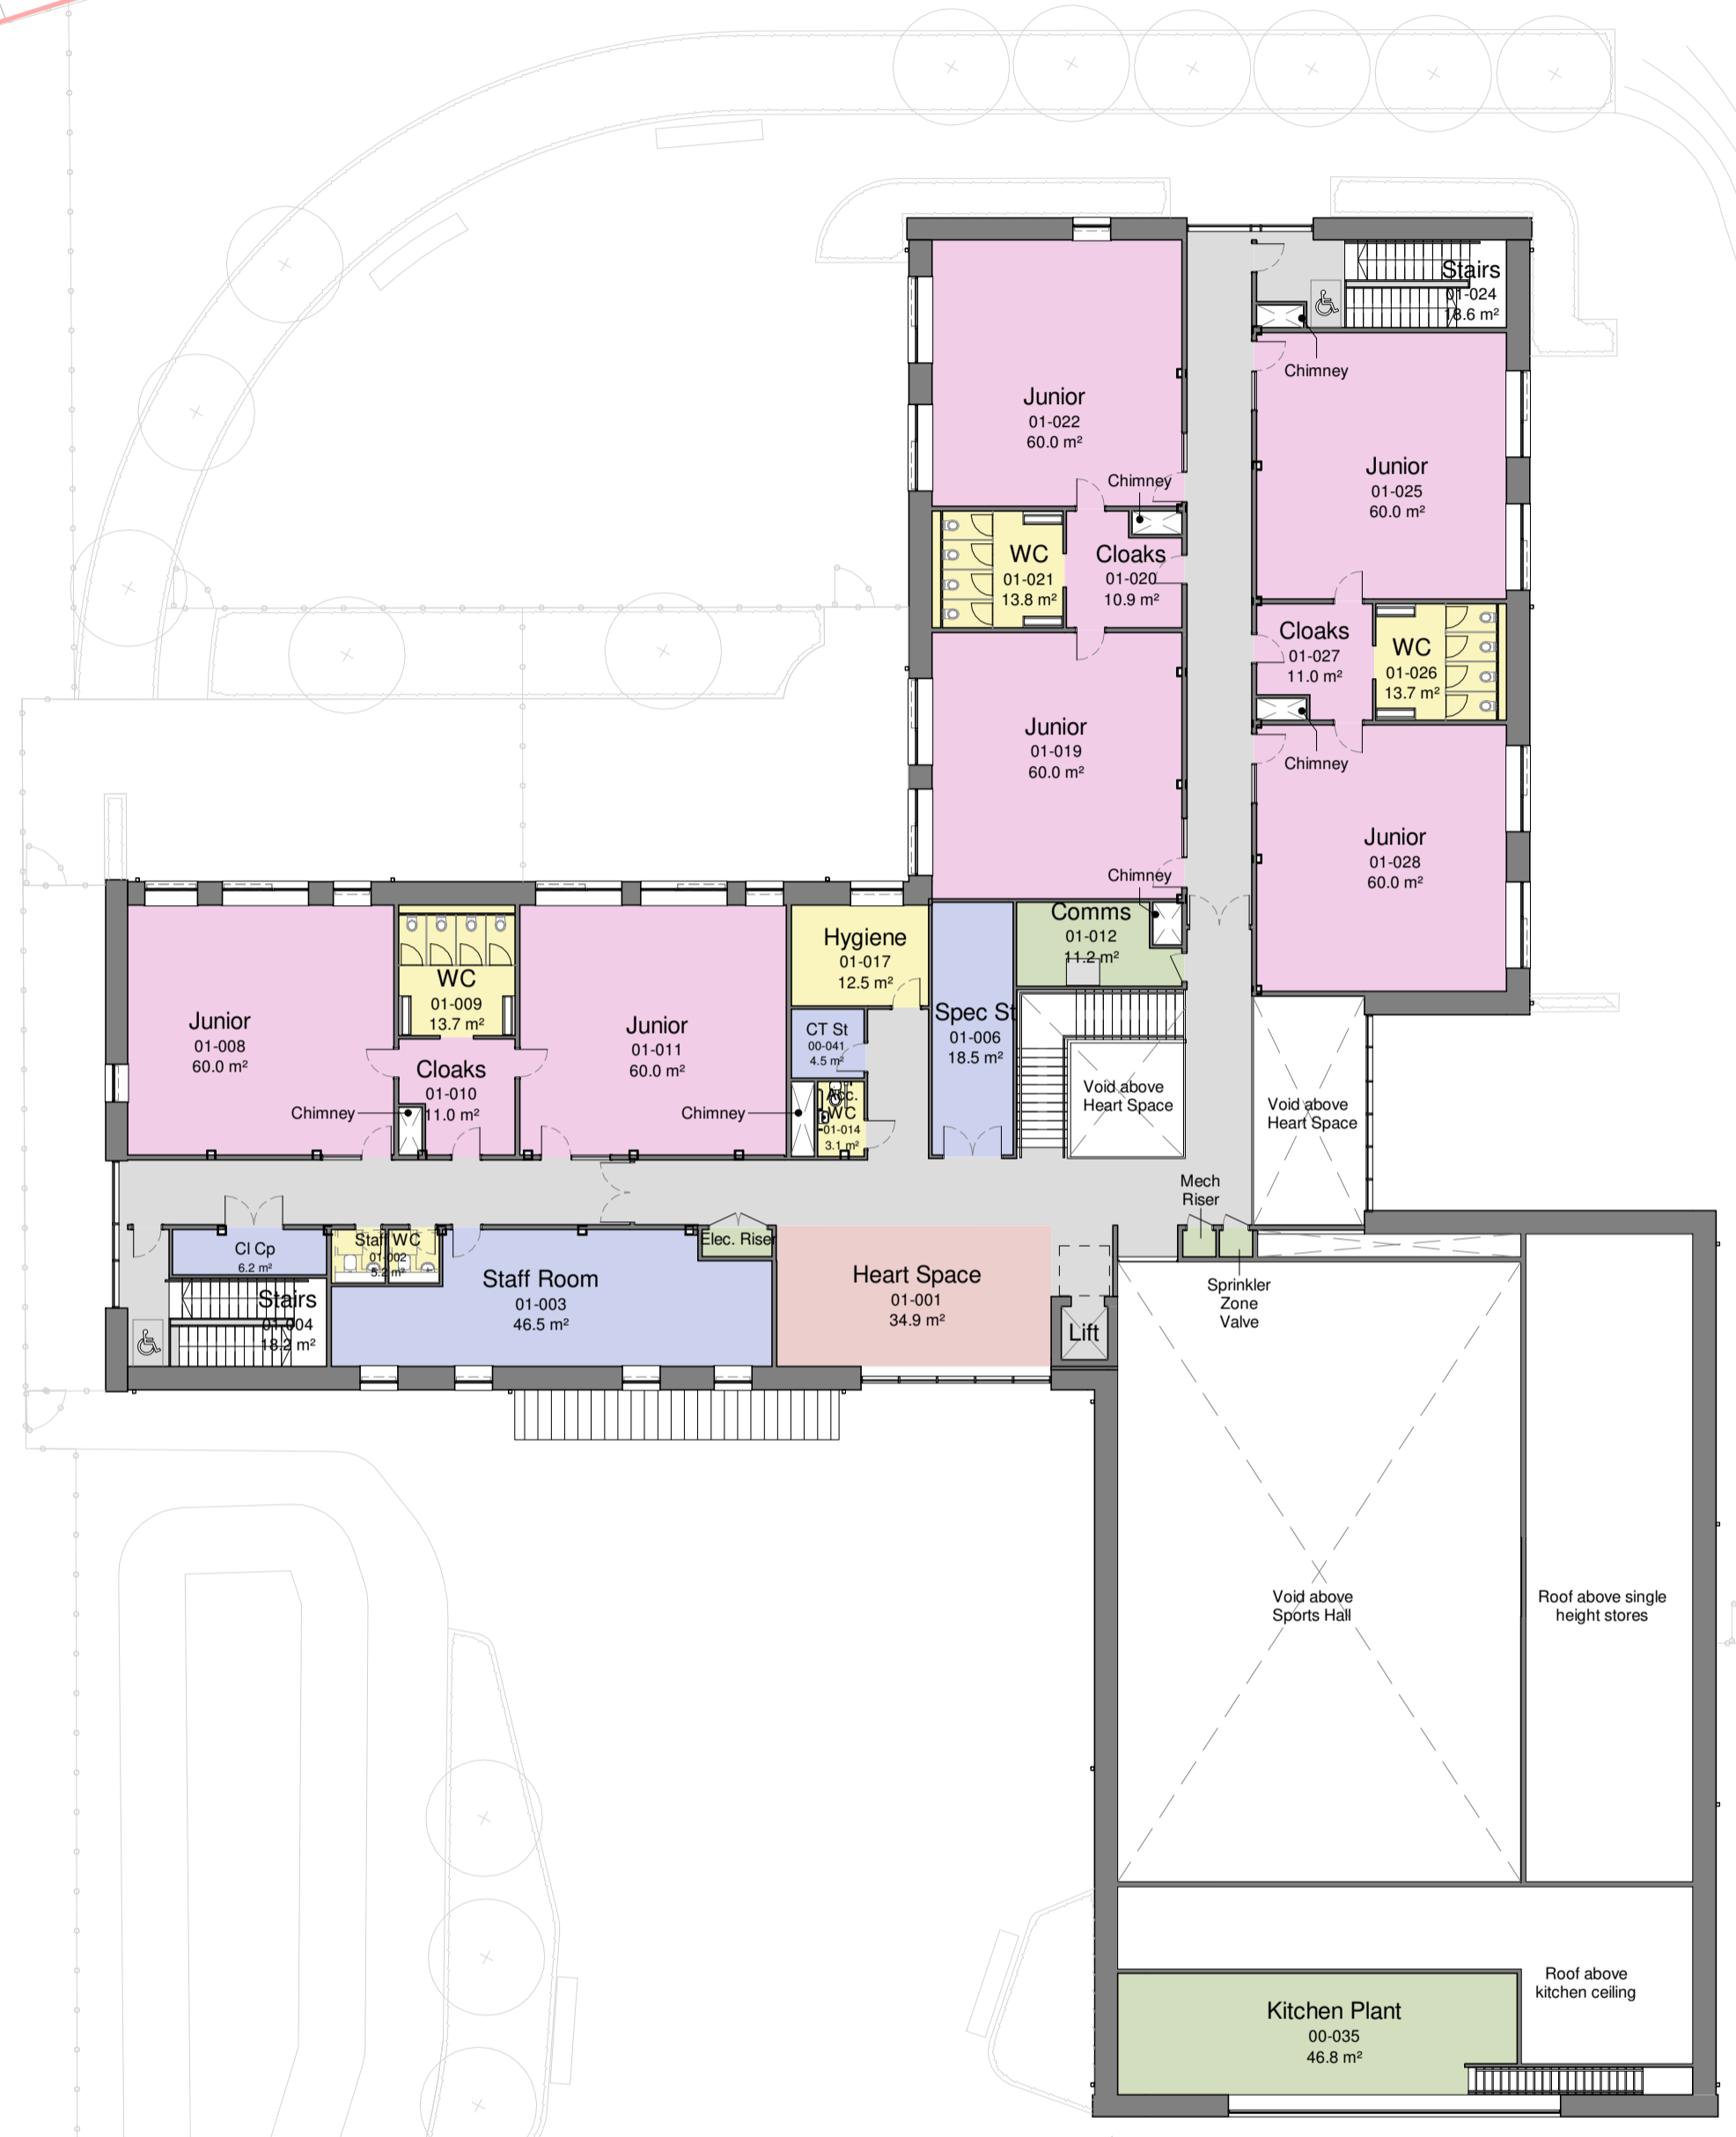 Stairs
01-024
18.6 m²
Chimney
Junior
01-022
60.0 m²
Junior
01-025
60.0 m²
Chimney
WC
01-021
13.8 m²
Cloaks
01-020
10.9 m²
Cloaks
01-027
11.0 m²
WC
01-026
13.7 m²
Junior
01-019
60.0 m²
Chimney
Junior
01-028
60.0 m²
Chimney
Comms
01-012
11.2 m²
Hygiene
01-017
12.5 m²
WC
01-009
13.7 m²
Junior
01-008
60.0 m²
Junior
01-011
60.0 m²
Spec St
01-006
18.5 m²
CT St
00-041
4.5 m²
Cloaks
01-010
11.0 m²
Chimney
Chimney
Acc.
WC
01-014
3.1 m²
Void above
Heart Space
Void above
Heart Space
Mech
Riser
Cl Cp
6.2 m²
Staff WC
01-002
5.2 m²
Elec. Riser
Stairs
01-004
18.2 m²
Staff Room
01-003
46.5 m²
Heart Space
01-001
34.9 m²
Lift
Sprinkler
Zone
Valve
Void above
Sports Hall
Roof above single
height stores
Roof above
kitchen ceiling
Kitchen Plant
00-035
46.8 m²